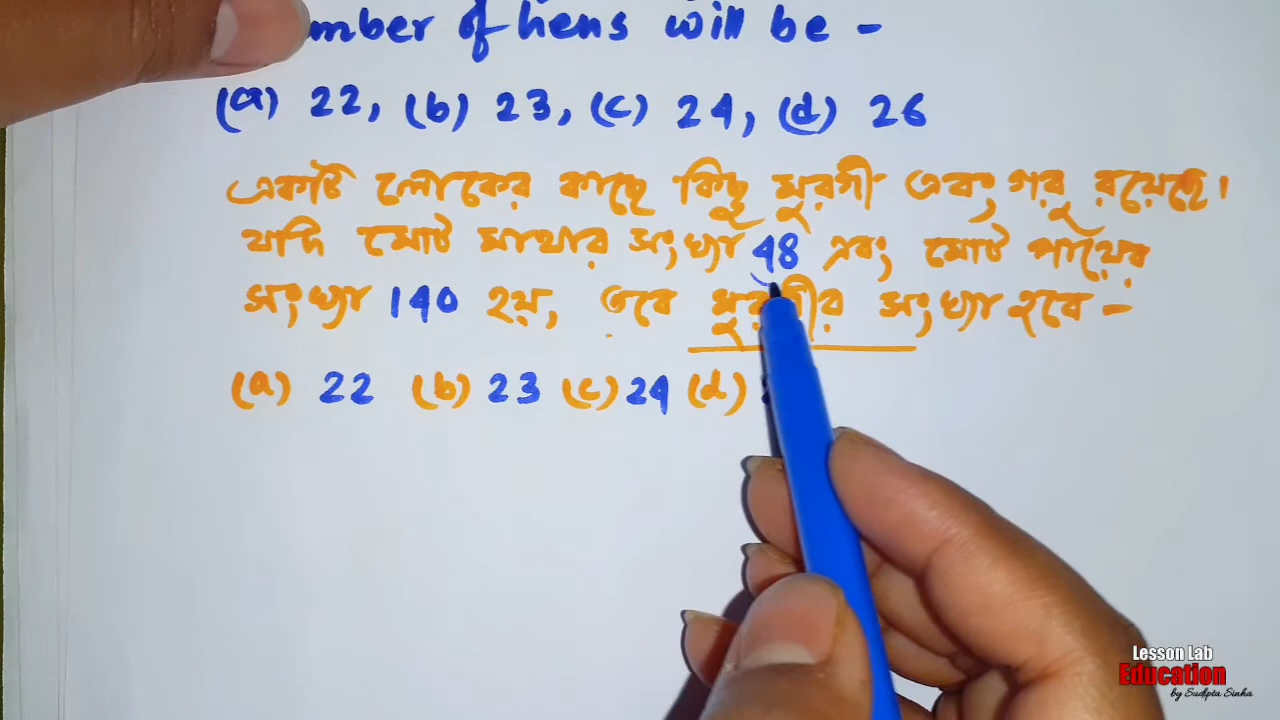 of hens will be -
(a) 22, (b) 23, (c) 24, (d) 26
একটি লোকের কাছে কিছু মুরগী এবং গরু রয়েছে।
যদি মোট মাথার সংখ্যা 48 এবং মোট পায়ের
সংখ্যা 140 হয়, তবে মুরগীর সংখ্যা হবে -
(a) 22 (b) 23 (c) 24 (d)
Lesson Lab
Education
by Sudipta Sinha